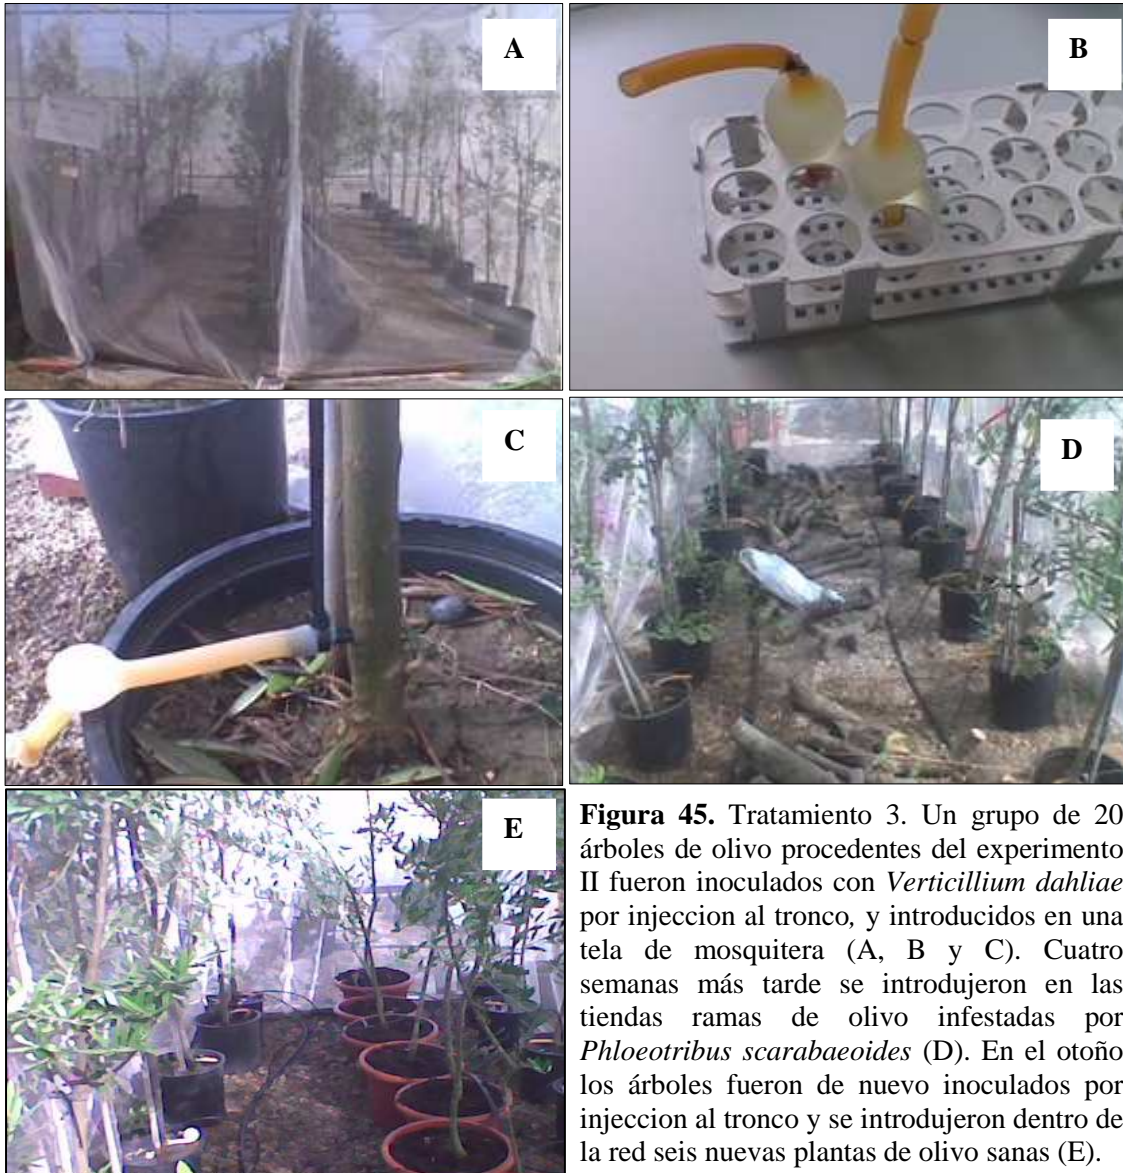 A
B
C
D
E
Figura 45. Tratamiento 3. Un grupo de 20
árboles de olivo procedentes del experimento
II fueron inoculados con Verticillium dahliae
por injeccion al tronco, y introducidos en una
tela de mosquitera (A, B y C). Cuatro
semanas más tarde se introdujeron en las
tiendas ramas de olivo infestadas por
Phloeotribus scarabaeoides (D). En el otoño
los árboles fueron de nuevo inoculados por
injeccion al tronco y se introdujeron dentro de
la red seis nuevas plantas de olivo sanas (E).